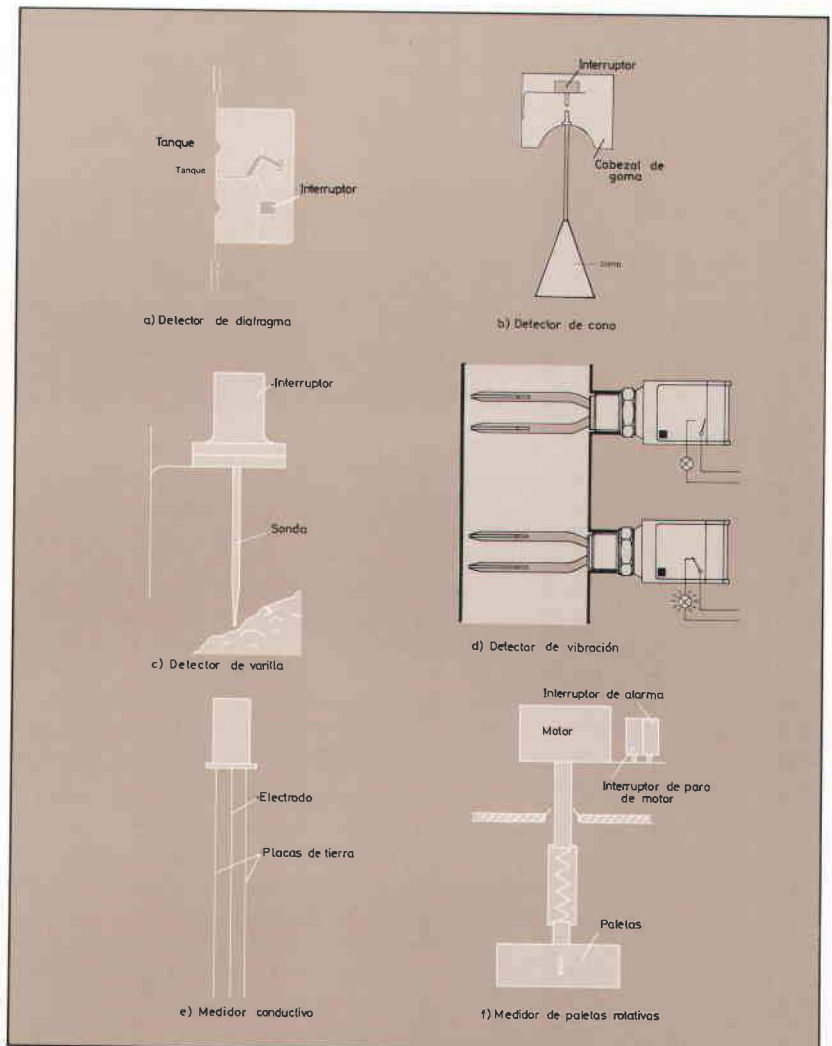 Interruptor
Tanque
Tanque
Interruptor
Cabezal de
goma
a) Detector de diafragma
b) Detector de cono
Interruptor
Sonda
c) Detector de varilla
d) Detector de vibración
Interruptor de alarma
Motor
Interruptor de paro
de motor
Electrodo
Placas de tierra
Paletas
e) Medidor conductivo
f) Medidor de paletas rotativas